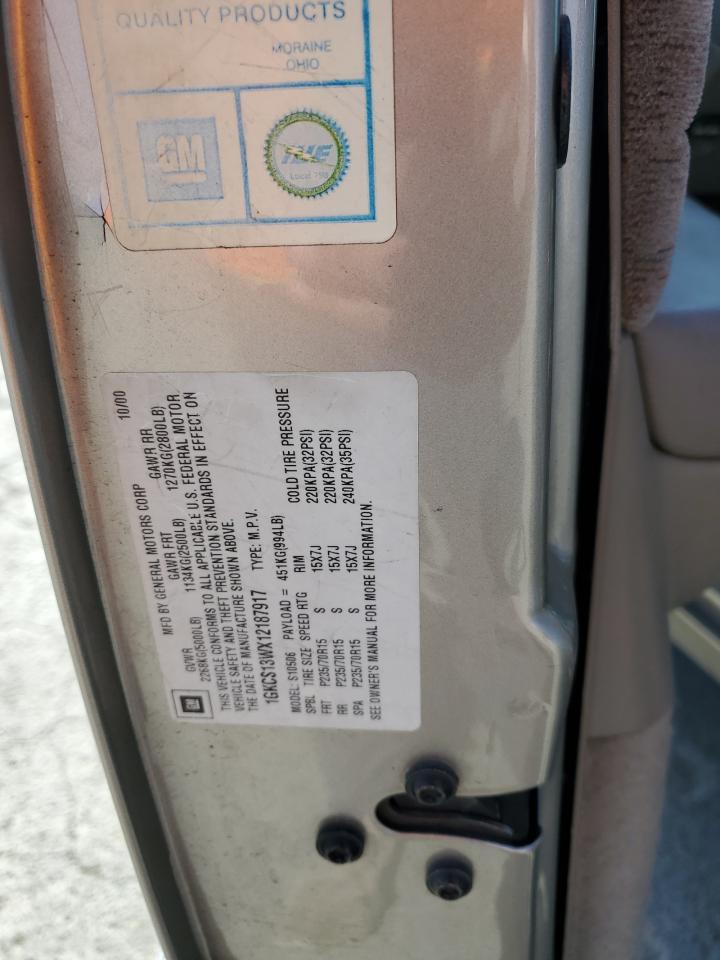 QUALITY PRODUCTS
MORAINE
OHIO
GM
IUE
Local 798
GM
MFD BY GENERAL MOTORS CORP 10/00
GVWR GAWR FRT GAWR RR
2268KG(5000LB) 1134KG(2500LB) 1270KG(2800LB)
THIS VEHICLE CONFORMS TO ALL APPLICABLE U.S. FEDERAL MOTOR
VEHICLE SAFETY AND THEFT PREVENTION STANDARDS IN EFFECT ON
THE DATE OF MANUFACTURE SHOWN ABOVE.
1GKCS13WX12187917 TYPE: M.P.V.
MODEL: S10506 PAYLOAD = 451KG(994LB)
SPBL TIRE SIZE SPEED RTG RIM COLD TIRE PRESSURE
FRT P235/70R15 S 15X7J 220KPA(32PSI)
RR P235/70R15 S 15X7J 220KPA(32PSI)
SPA P235/70R15 S 15X7J 240KPA(35PSI)
SEE OWNER'S MANUAL FOR MORE INFORMATION.